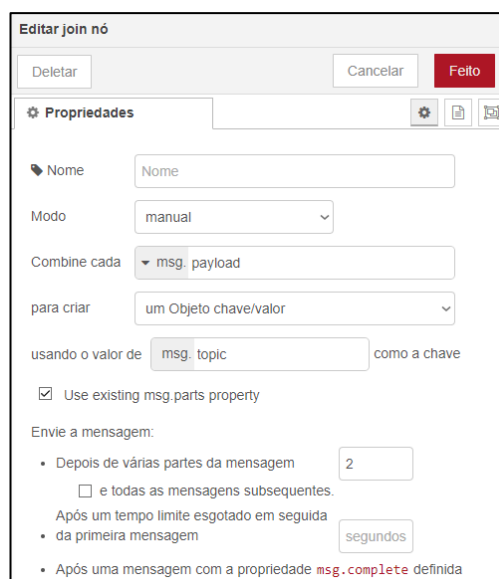 Editar join nó
Deletar Cancelar Feito
Propriedades
Nome Nome
Modo manual
Combine cada msg. payload
para criar um Objeto chave/valor
usando o valor de msg. topic como a chave
Use existing msg.parts property
Envie a mensagem:
• Depois de várias partes da mensagem 2
e todas as mensagens subsequentes.
Após um tempo limite esgotado em seguida
• da primeira mensagem segundos
• Após uma mensagem com a propriedade msg.complete definida